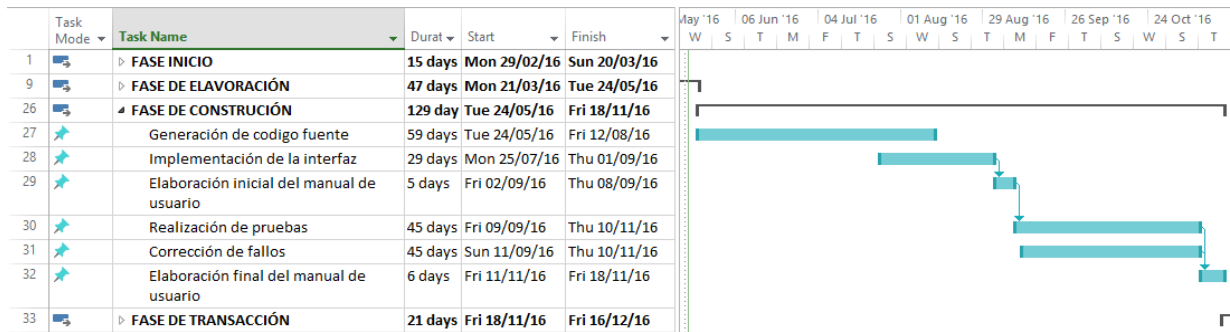 Task Mode Task Name Durat Start Finish May '16 06 Jun '16 04 Jul '16 01 Aug '16 29 Aug '16 26 Sep '16 24 Oct '16
W S T M F T S W S T M F T S W S T
1 FASE INICIO 15 days Mon 29/02/16 Sun 20/03/16
9 FASE DE ELAVORACIÓN 47 days Mon 21/03/16 Tue 24/05/16
26 FASE DE CONSTRUCIÓN 129 day Tue 24/05/16 Fri 18/11/16
27 Generación de codigo fuente 59 days Tue 24/05/16 Fri 12/08/16
28 Implementación de la interfaz 29 days Mon 25/07/16 Thu 01/09/16
29 Elaboración inicial del manual de 5 days Fri 02/09/16 Thu 08/09/16
usuario
30 Realización de pruebas 45 days Fri 09/09/16 Thu 10/11/16
31 Corrección de fallos 45 days Sun 11/09/16 Thu 10/11/16
32 Elaboración final del manual de 6 days Fri 11/11/16 Fri 18/11/16
usuario
33 FASE DE TRANSACCIÓN 21 days Fri 18/11/16 Fri 16/12/16